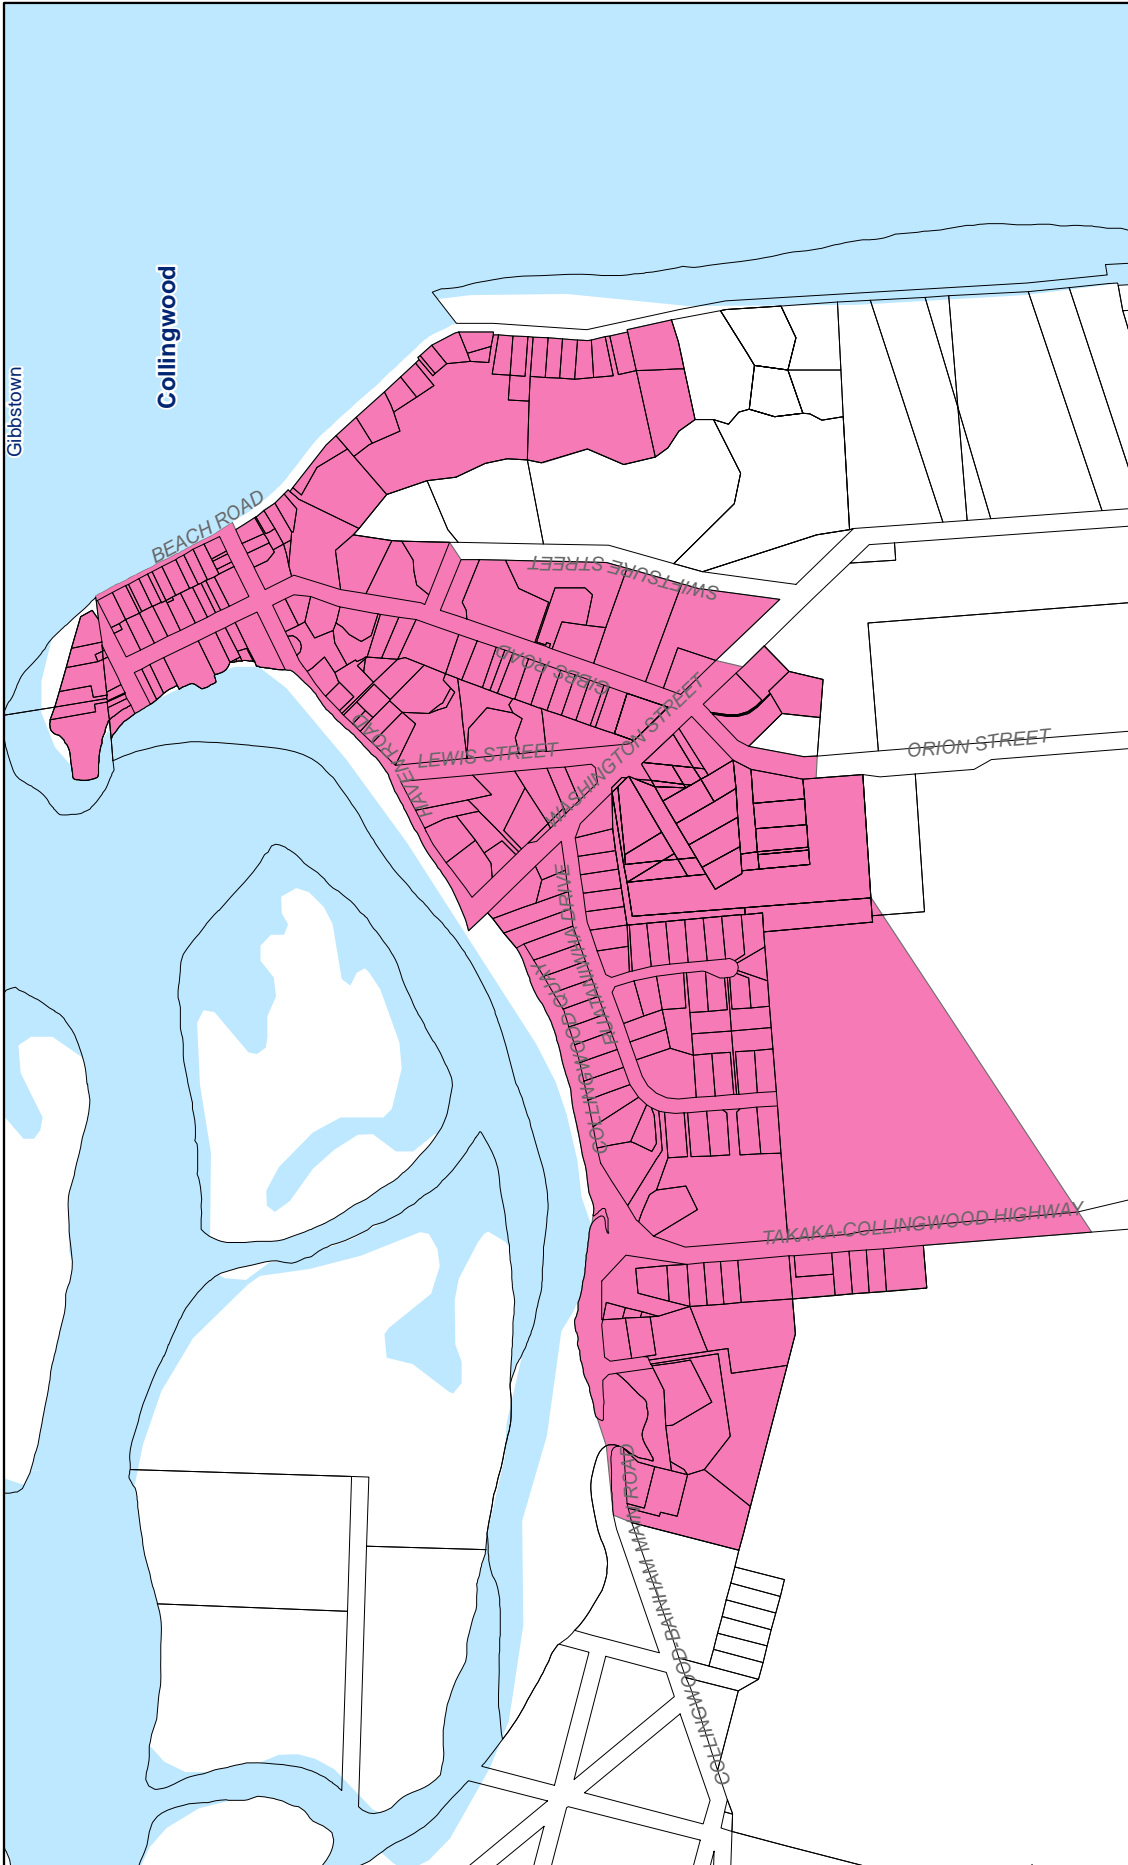 Gibbstown
Collingwood
BEACH ROAD
SWIFTSURE STREET
GIBBS ROAD
HAVEN ROAD
LEWIS STREET
WASHINGTON STREET
ORION STREET
COLLINGWOOD QUAY
TAKAKA-COLLINGWOOD HIGHWAY
COLLINGWOOD-BAINHAM MAIN ROAD